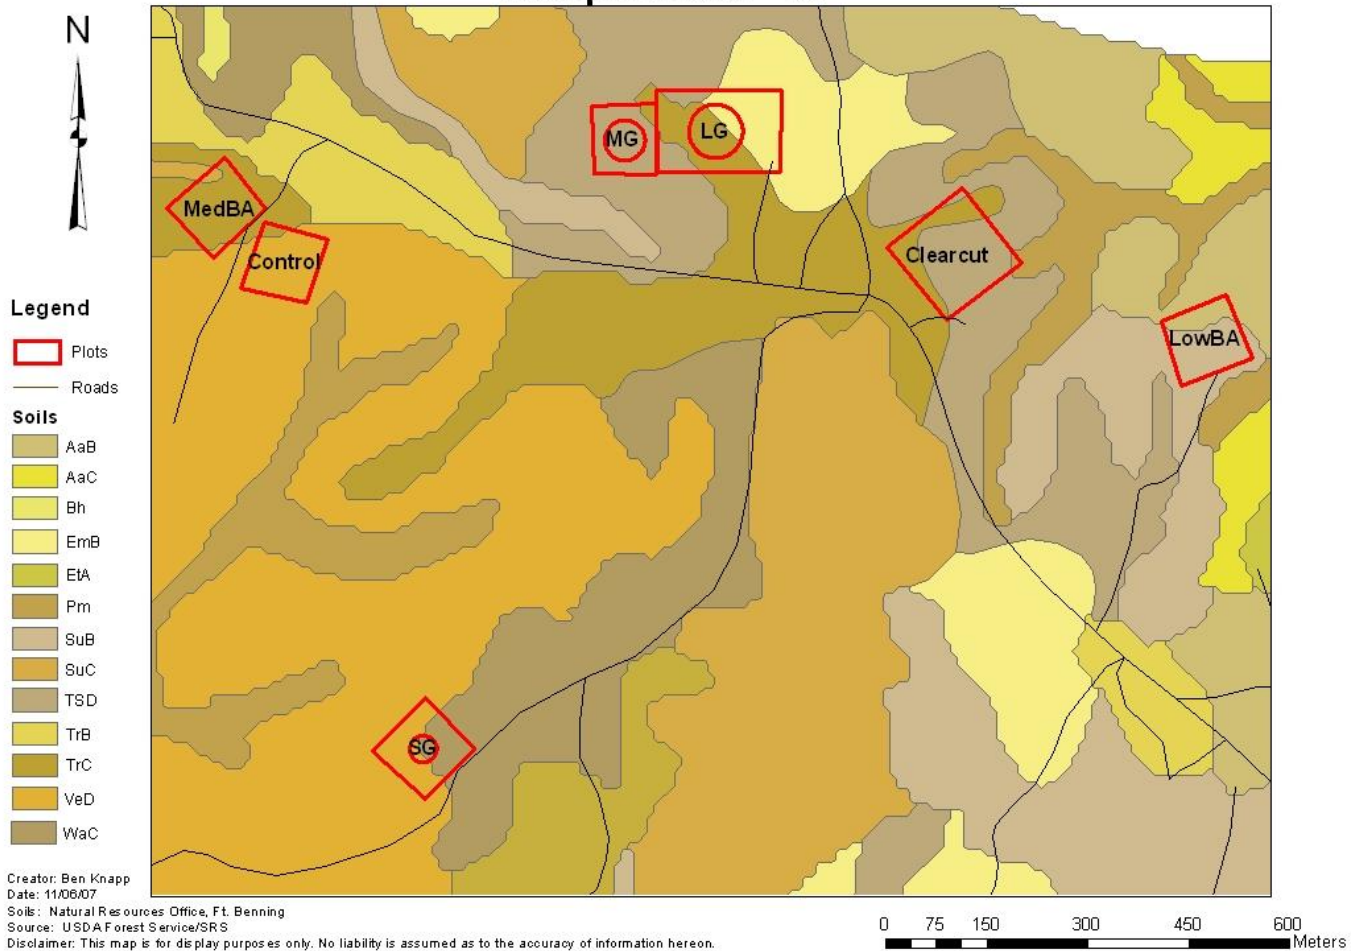 N
MG
LG
MedBA
Control
Clearcut
LowBA
SG
Legend
Plots
Roads
Soils
AaB
AaC
Bh
EmB
EtA
Pm
SuB
SuC
TSD
TrB
TrC
VeD
WaC
Creator: Ben Knapp
Date: 11/06/07
Soils: Natural Resources Office, Ft. Benning
Source: USDA Forest Service/SRS
Disclaimer: This map is for display purposes only. No liability is assumed as to the accuracy of information hereon.
0 75 150 300 450 600
Meters